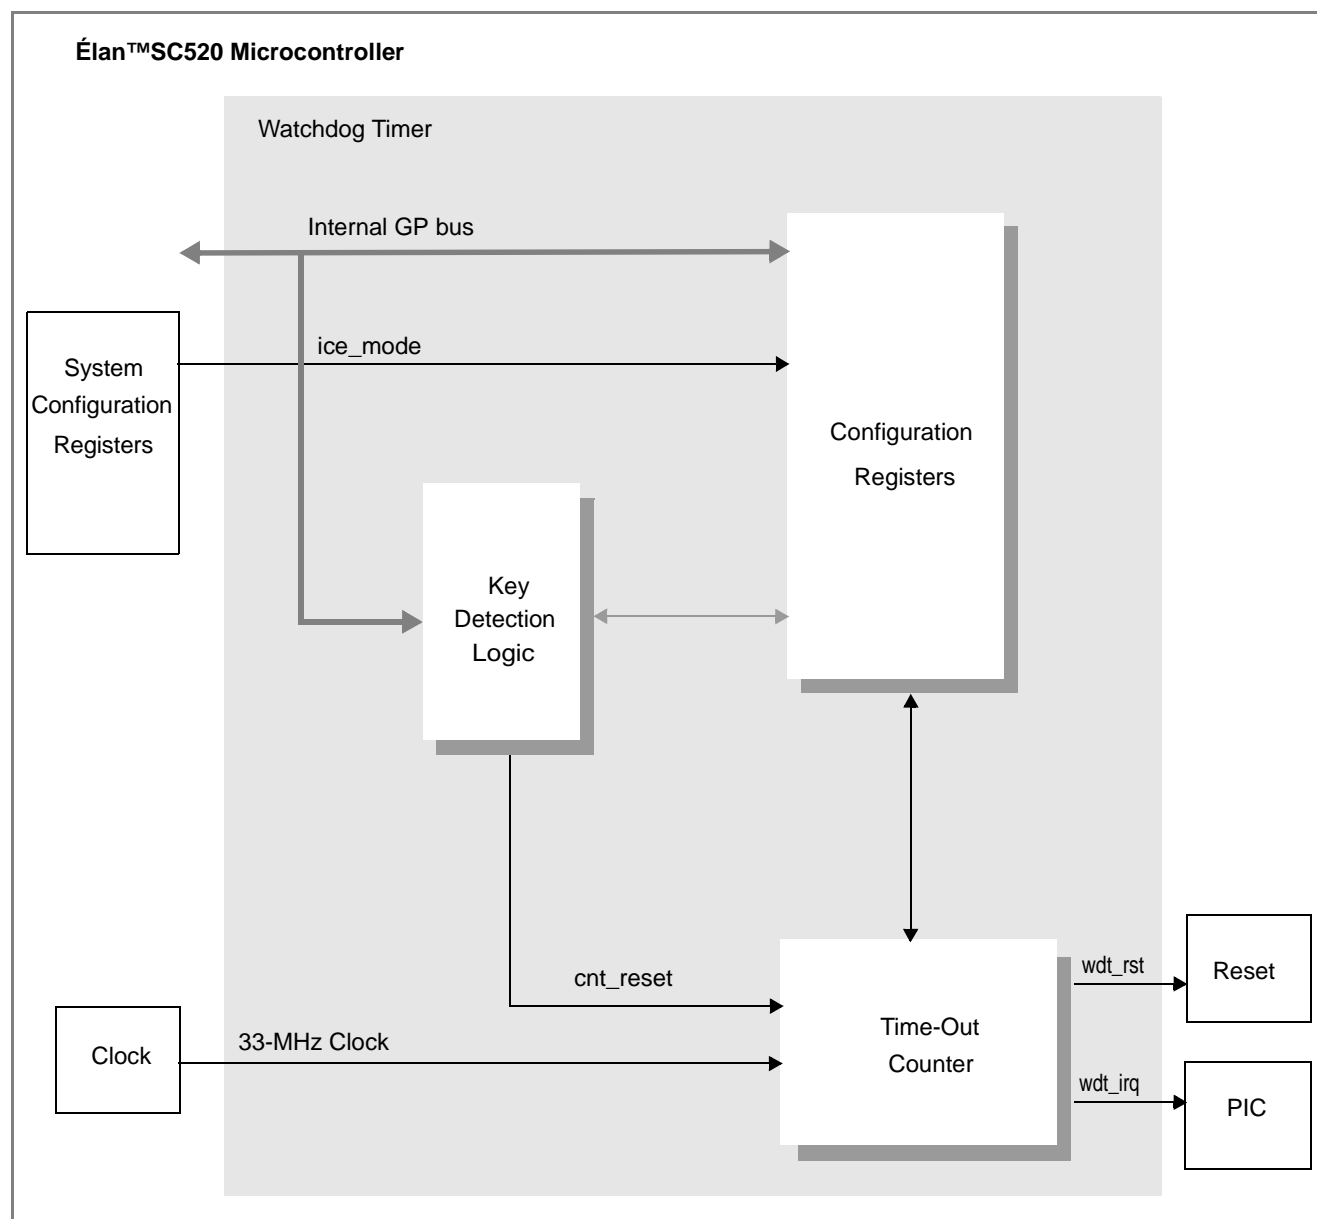 Élan™SC520 Microcontroller
Watchdog Timer
Internal GP bus
ice_mode
System
Configuration
Registers
Configuration
Registers
Key
Detection
Logic
cnt_reset
33-MHz Clock
Clock
Time-Out
Counter
wdt_rst
Reset
wdt_irq
PIC